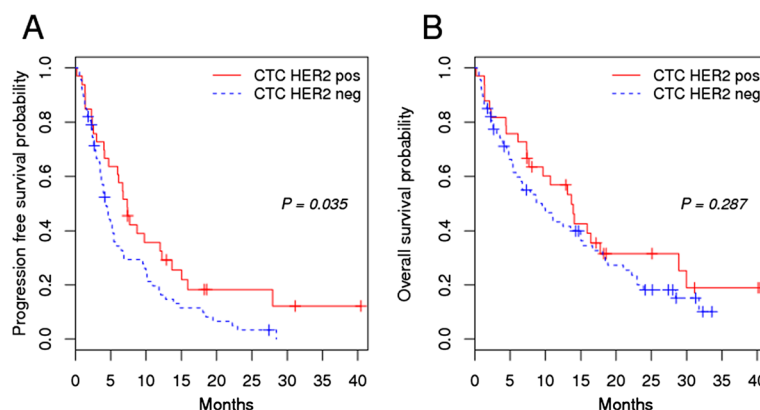 A
CTC HER2 pos
CTC HER2 neg
P = 0.035
Progression free survival probability
0.0
0.2
0.4
0.6
0.8
1.0
0
5
10
15
20
25
30
35
40
Months
B
CTC HER2 pos
CTC HER2 neg
P = 0.287
Overall survival probability
0.0
0.2
0.4
0.6
0.8
1.0
0
5
10
15
20
25
30
35
40
Months